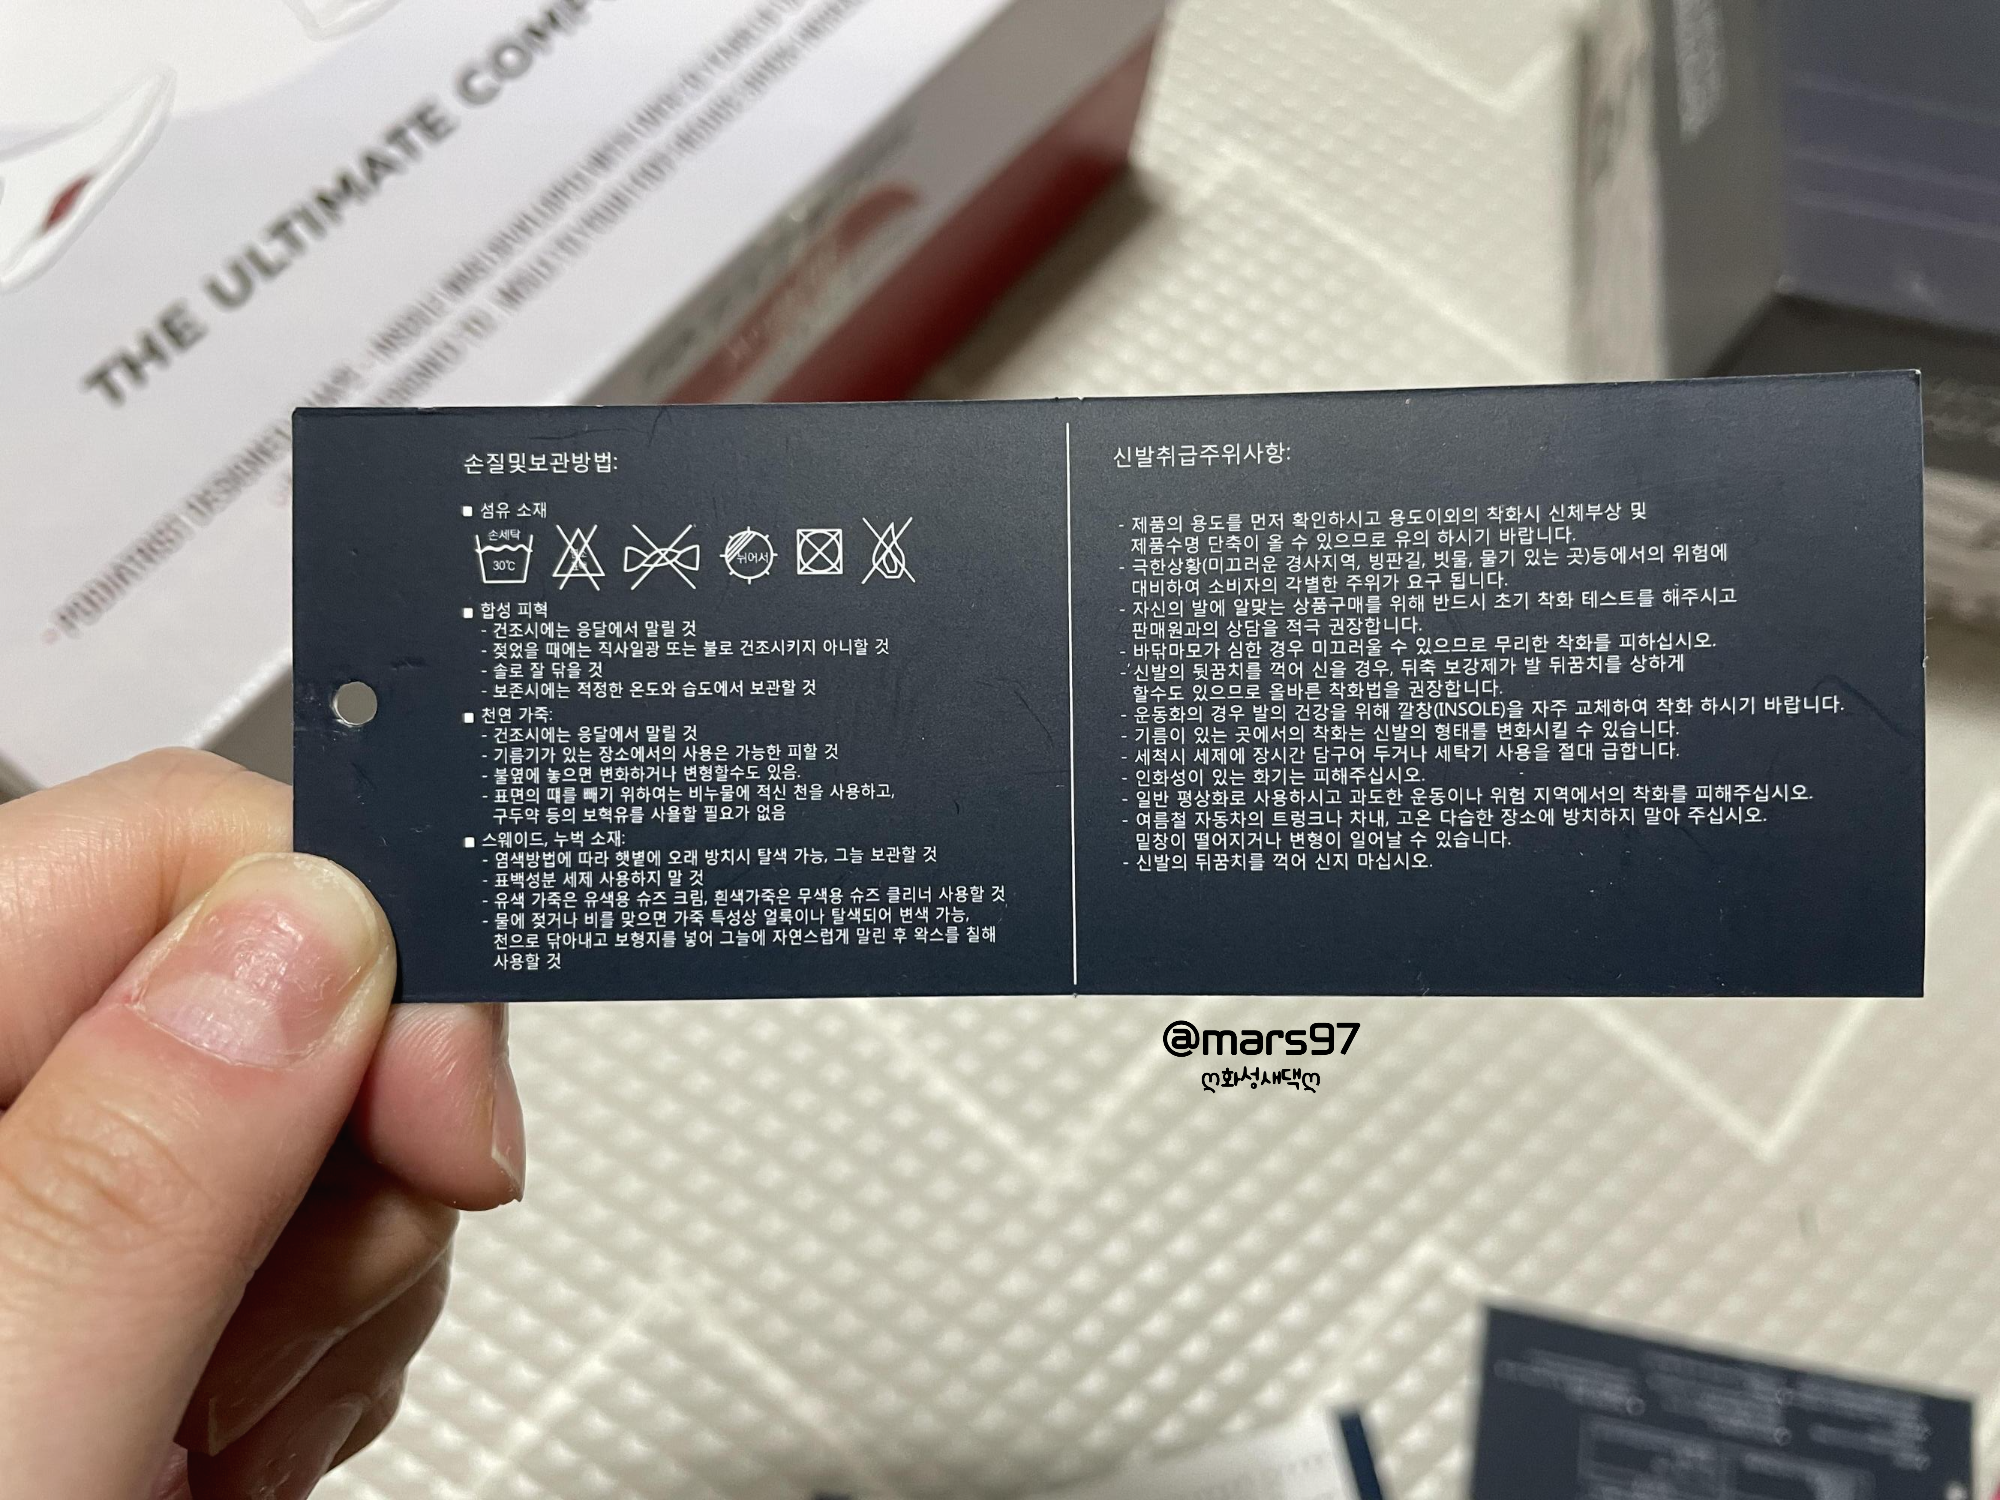 THE ULTIMATE
손질및보관방법:
■ 섬유 소재
손세탁
30℃
뉘어서
■ 합성 피혁
- 건조시에는 응달에서 말릴 것
- 젖었을 때에는 직사일광 또는 불로 건조시키지 아니할 것
- 솔로 잘 닦을 것
- 보존시에는 적정한 온도와 습도에서 보관할 것
■ 천연 가죽:
- 건조시에는 응달에서 말릴 것
- 기름기가 있는 장소에서의 사용은 가능한 피할 것
- 불옆에 놓으면 변화하거나 변형할수도 있음.
- 표면의 때를 빼기 위하여는 비누물에 적신 천을 사용하고,
구두약 등의 보혁유를 사용할 필요가 없음
■ 스웨이드, 누벅 소재:
- 염색방법에 따라 햇볕에 오래 방치시 탈색 가능, 그늘 보관할 것
- 표백성분 세제 사용하지 말 것
- 유색 가죽은 유색용 슈즈 크림, 흰색가죽은 무색용 슈즈 클리너 사용할 것
- 물에 젖거나 비를 맞으면 가죽 특성상 얼룩이나 탈색되어 변색 가능,
천으로 닦아내고 보형지를 넣어 그늘에 자연스럽게 말린 후 왁스를 칠해
사용할 것
신발취급주위사항:
- 제품의 용도를 먼저 확인하시고 용도이외의 착화시 신체부상 및
제품수명 단축이 올 수 있으므로 유의 하시기 바랍니다.
- 극한상황(미끄러운 경사지역, 빙판길, 빗물, 물기 있는 곳)등에서의 위험에
대비하여 소비자의 각별한 주위가 요구 됩니다.
- 자신의 발에 알맞는 상품구매를 위해 반드시 초기 착화 테스트를 해주시고
판매원과의 상담을 적극 권장합니다.
- 바닦마모가 심한 경우 미끄러울 수 있으므로 무리한 착화를 피하십시오.
- 신발의 뒷꿈치를 꺽어 신을 경우, 뒤축 보강제가 발 뒤꿈치를 상하게
할수도 있으므로 올바른 착화법을 권장합니다.
- 운동화의 경우 발의 건강을 위해 깔창(INSOLE)을 자주 교체하여 착화 하시기 바랍니다.
- 기름이 있는 곳에서의 착화는 신발의 형태를 변화시킬 수 있습니다.
- 세척시 세제에 장시간 담구어 두거나 세탁기 사용을 절대 급합니다.
- 인화성이 있는 화기는 피해주십시오.
- 일반 평상화로 사용하시고 과도한 운동이나 위험 지역에서의 착화를 피해주십시오.
- 여름철 자동차의 트렁크나 차내, 고온 다습한 장소에 방치하지 말아 주십시오.
밑창이 떨어지거나 변형이 일어날 수 있습니다.
- 신발의 뒤꿈치를 꺽어 신지 마십시오.
@mars97
ღ화성새댁ღ